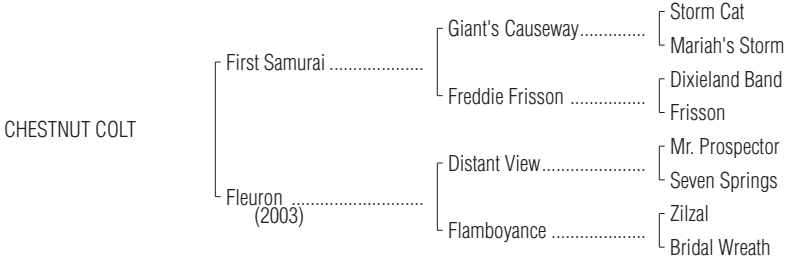 Storm Cat
Giant's Causeway..............
Mariah's Storm
First Samurai ....................
Dixieland Band
Freddie Frisson ................
Frisson
CHESTNUT COLT
Mr. Prospector
Distant View......................
Seven Springs
Fleuron ............................
(2003)
Zilzal
Flamboyance ....................
Bridal Wreath